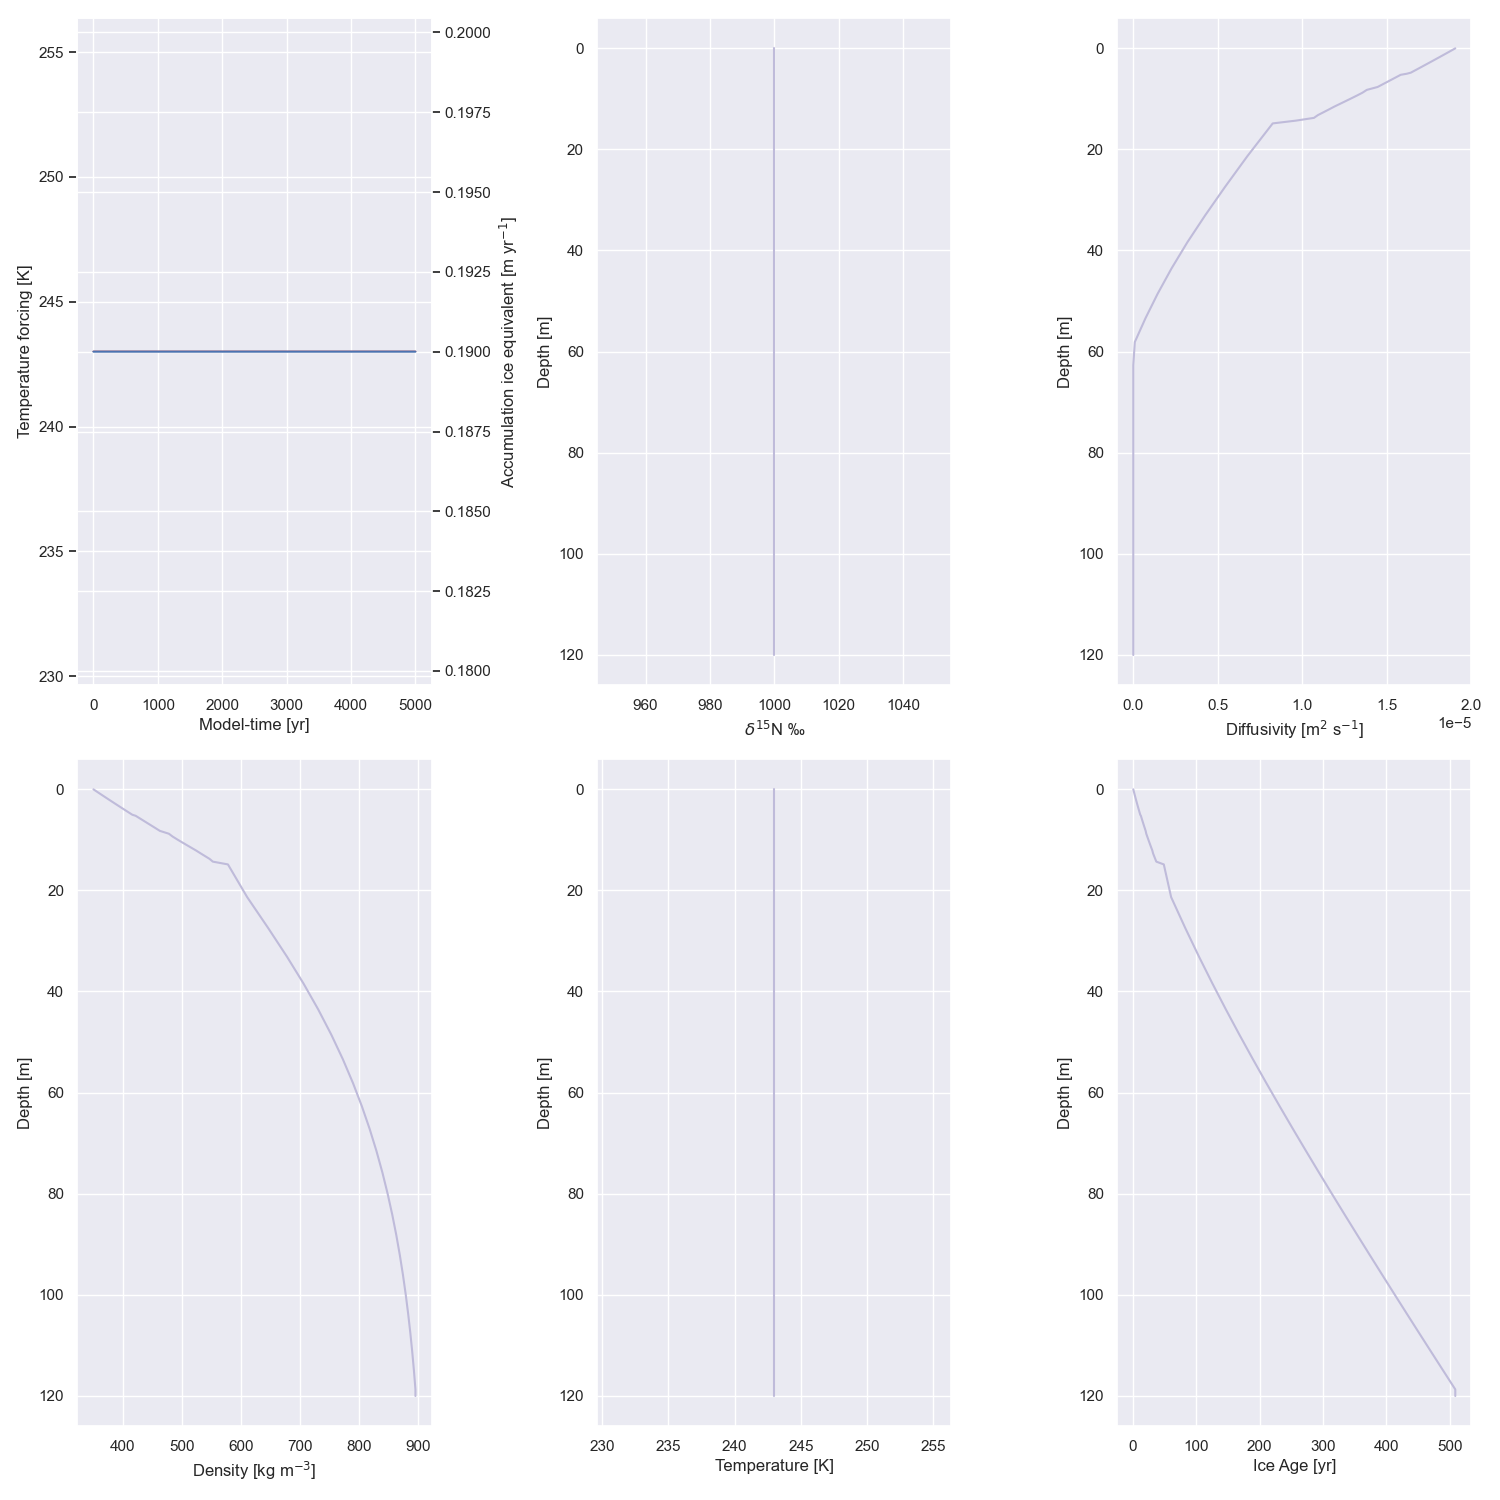 255
250
245
240
235
230
Temperature forcing [K]
0 1000 2000 3000 4000 5000
Model-time [yr]
0.2000
0.1975
0.1950
0.1925
0.1900
0.1875
0.1850
0.1825
0.1800
Accumulation ice equivalent [m yr⁻¹]
0
20
40
60
80
100
120
Depth [m]
960 980 1000 1020 1040
δ¹⁵N ‰
0
20
40
60
80
100
120
Depth [m]
0.0 0.5 1.0 1.5 2.0
1e−5
Diffusivity [m² s⁻¹]
0
20
40
60
80
100
120
Depth [m]
400 500 600 700 800 900
Density [kg m⁻³]
0
20
40
60
80
100
120
Depth [m]
230 235 240 245 250 255
Temperature [K]
0
20
40
60
80
100
120
Depth [m]
0 100 200 300 400 500
Ice Age [yr]